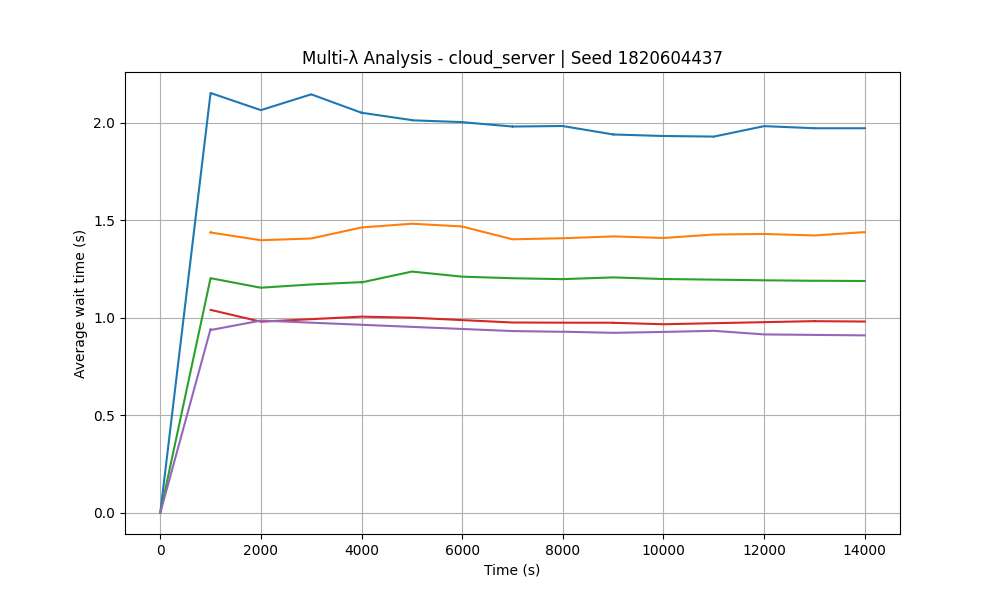 Multi-λ Analysis - cloud_server | Seed 1820604437
Average wait time (s)
2.0
1.5
1.0
0.5
0.0
0 2000 4000 6000 8000 10000 12000 14000
Time (s)